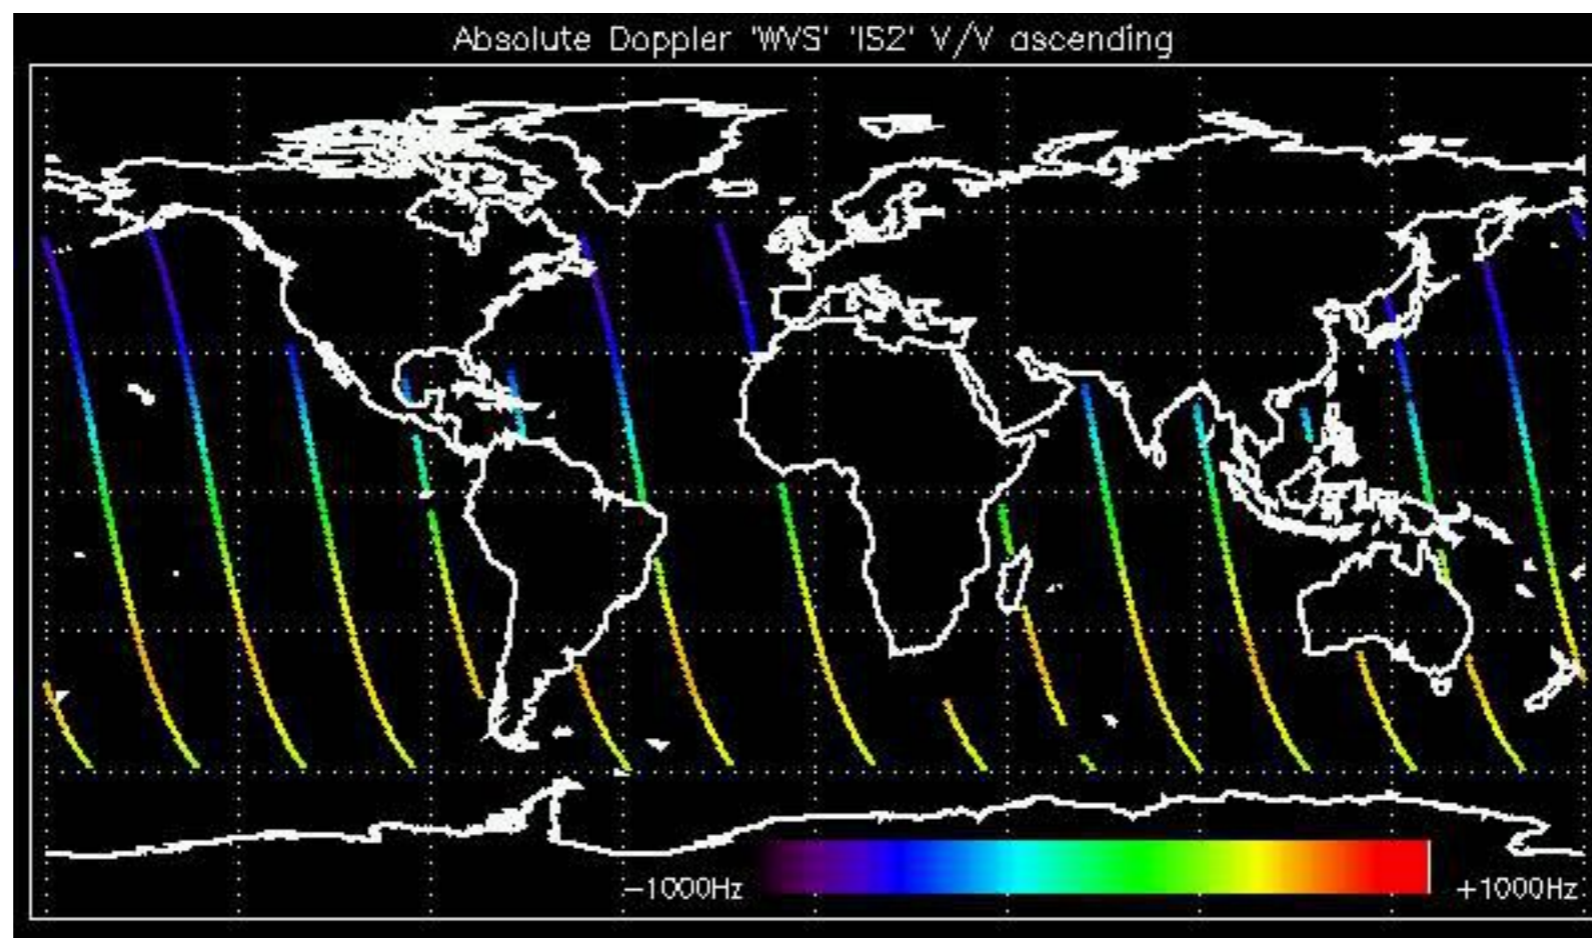 Absolute Doppler 'WVS' 'IS2' V/V ascending
-1000Hz +1000Hz